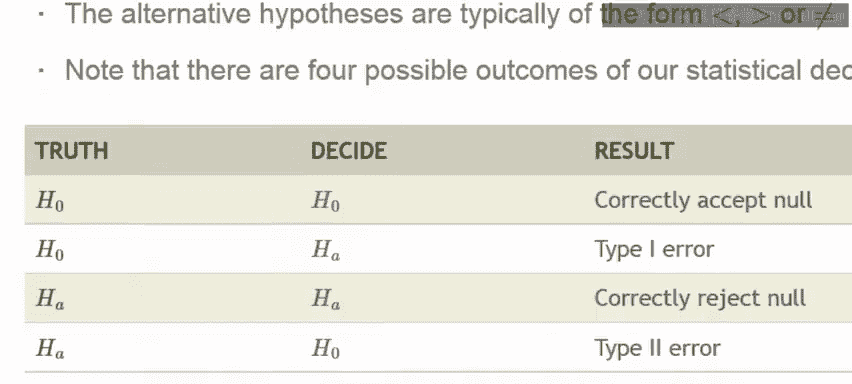 · The alternative hypotheses are typically of the form <, > or ≠
· Note that there are four possible outcomes of our statistical
TRUTH DECIDE RESULT
H₀ H₀ Correctly accept null
H₀ Hₐ Type I error
Hₐ Hₐ Correctly reject null
Hₐ H₀ Type II error